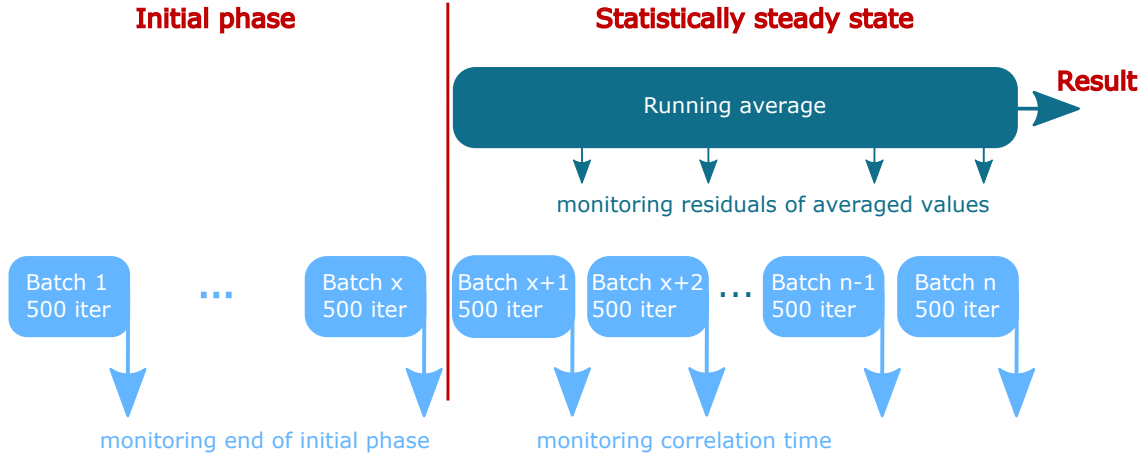 Initial phase
Statistically steady state
Running average
Result
monitoring residuals of averaged values
Batch 1
500 iter
...
Batch x
500 iter
Batch x+1
500 iter
Batch x+2
500 iter
...
Batch n-1
500 iter
Batch n
500 iter
monitoring end of initial phase
monitoring correlation time